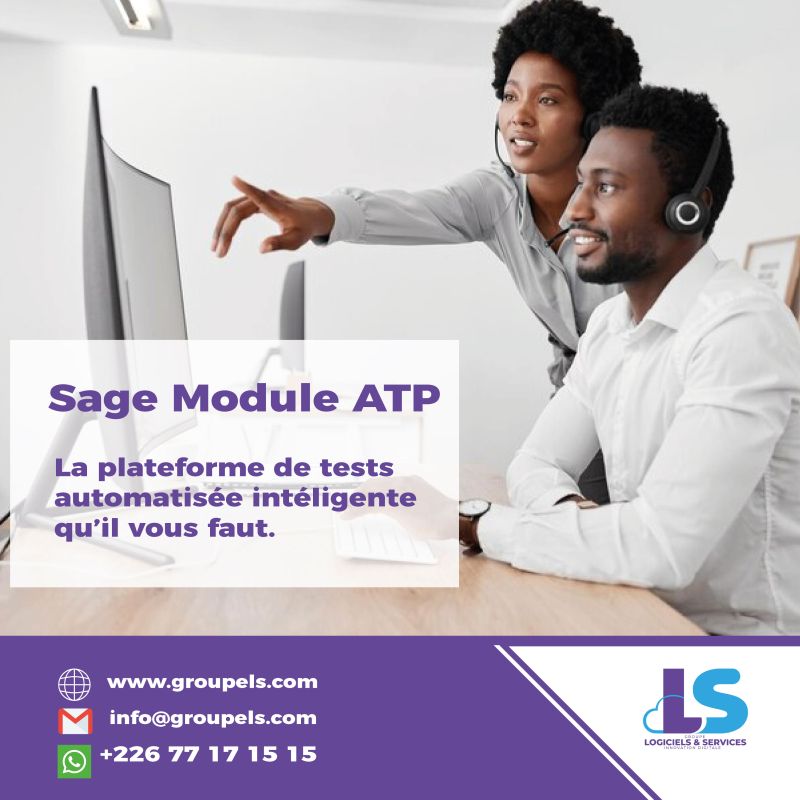 Sage Module ATP
La plateforme de tests
automatisée intéligente
qu’il vous faut.
www.groupels.com
info@groupels.com
+226 77 17 15 15
LS
GROUPE
LOGICIELS & SERVICES
INNOVATION DIGITALE